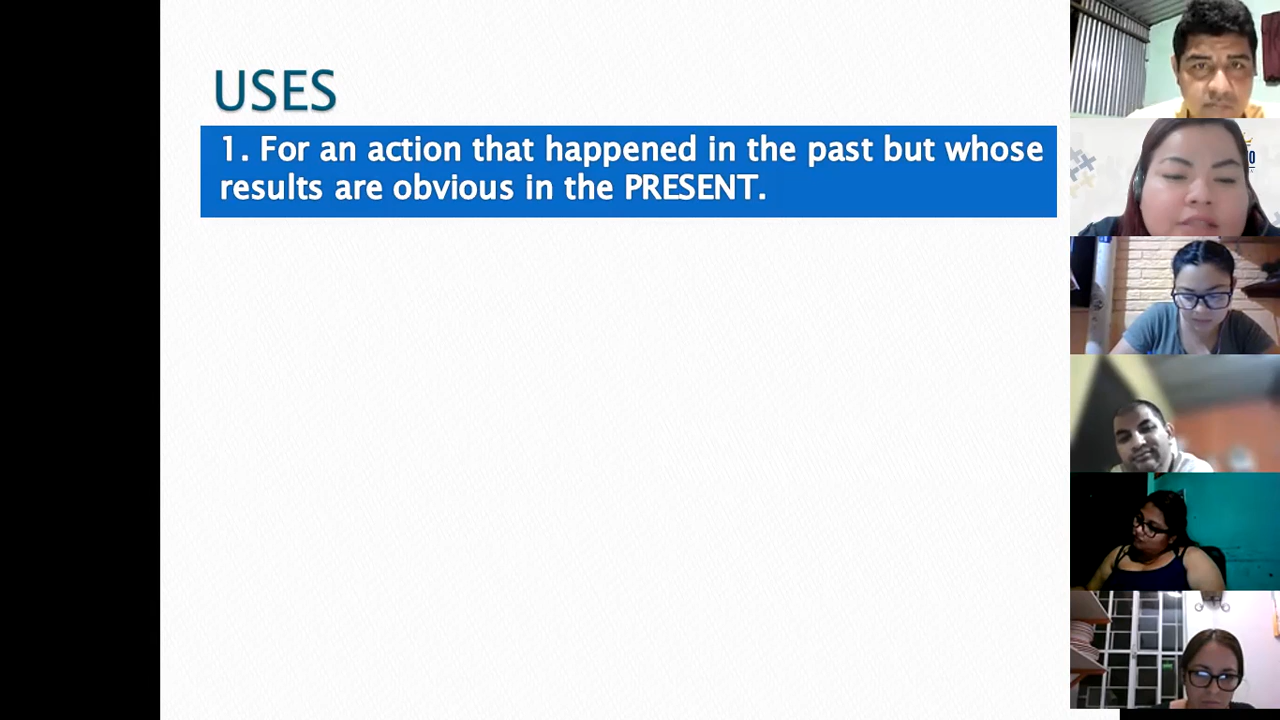 USES
1. For an action that happened in the past but whose
results are obvious in the PRESENT.